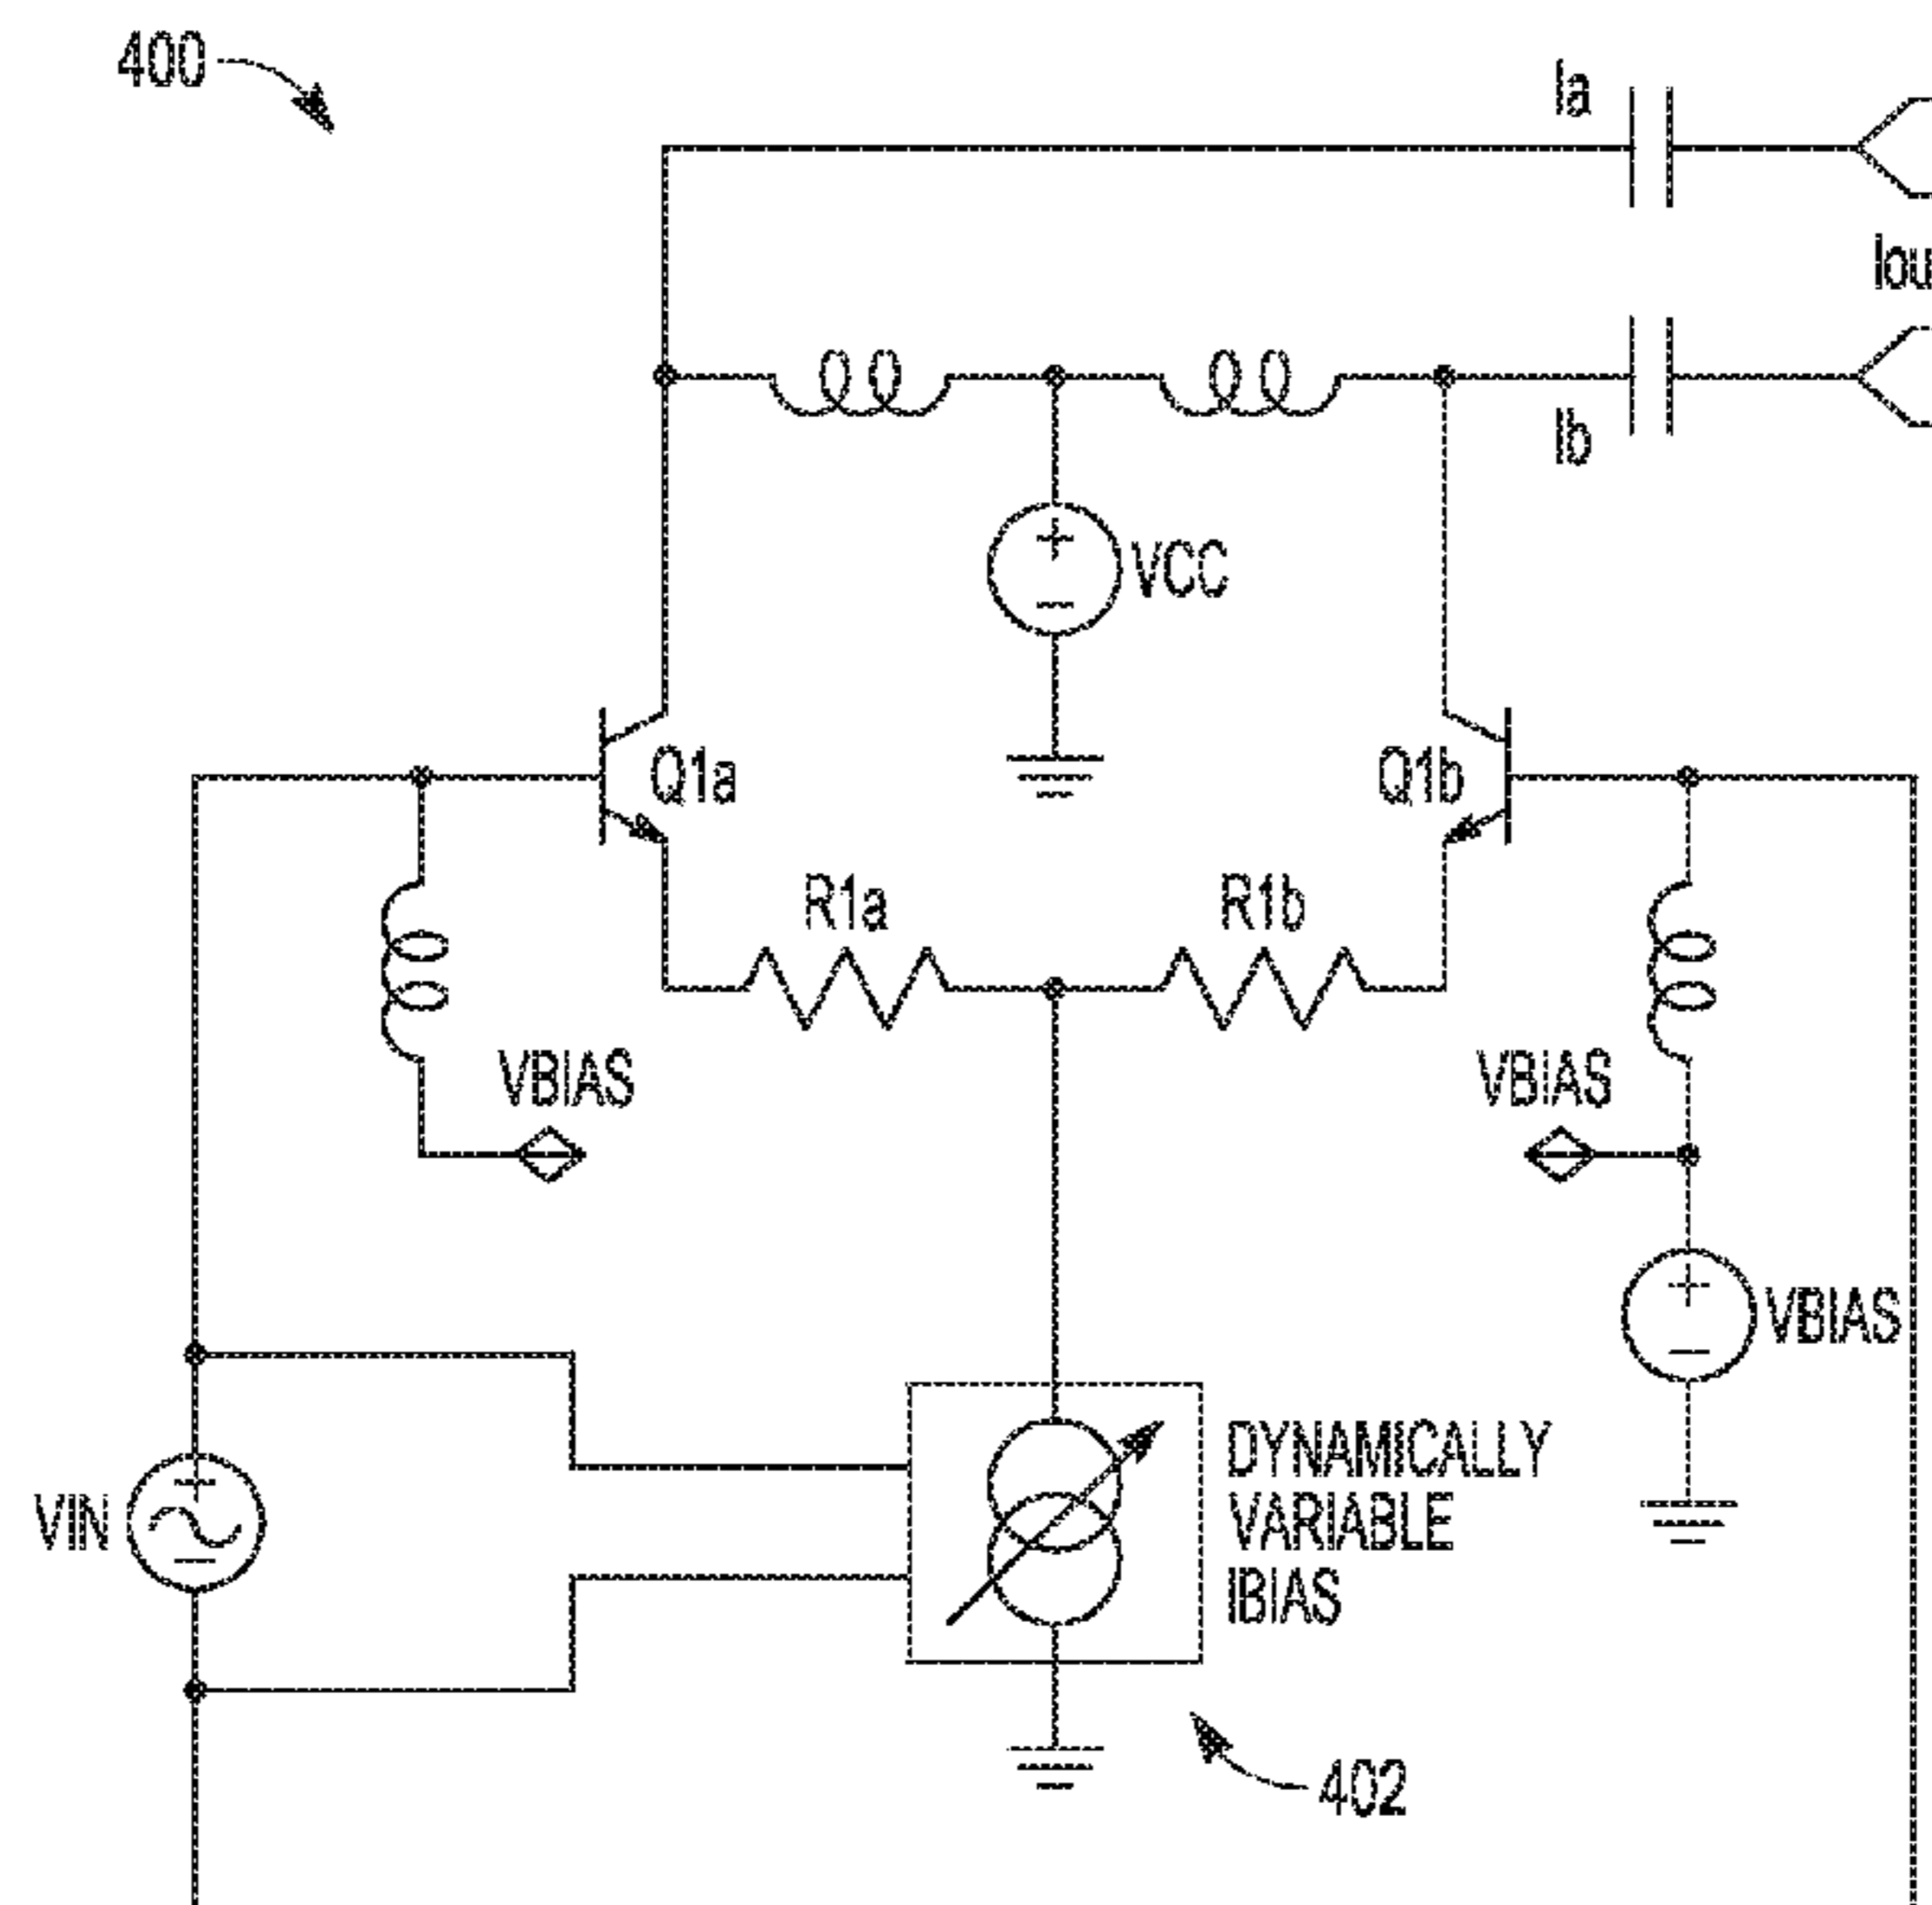 400
Ia
Iou
Ib
VCC
Q1a
Q1b
R1a
R1b
VBIAS
VBIAS
VBIAS
VIN
DYNAMICALLY
VARIABLE
IBIAS
402